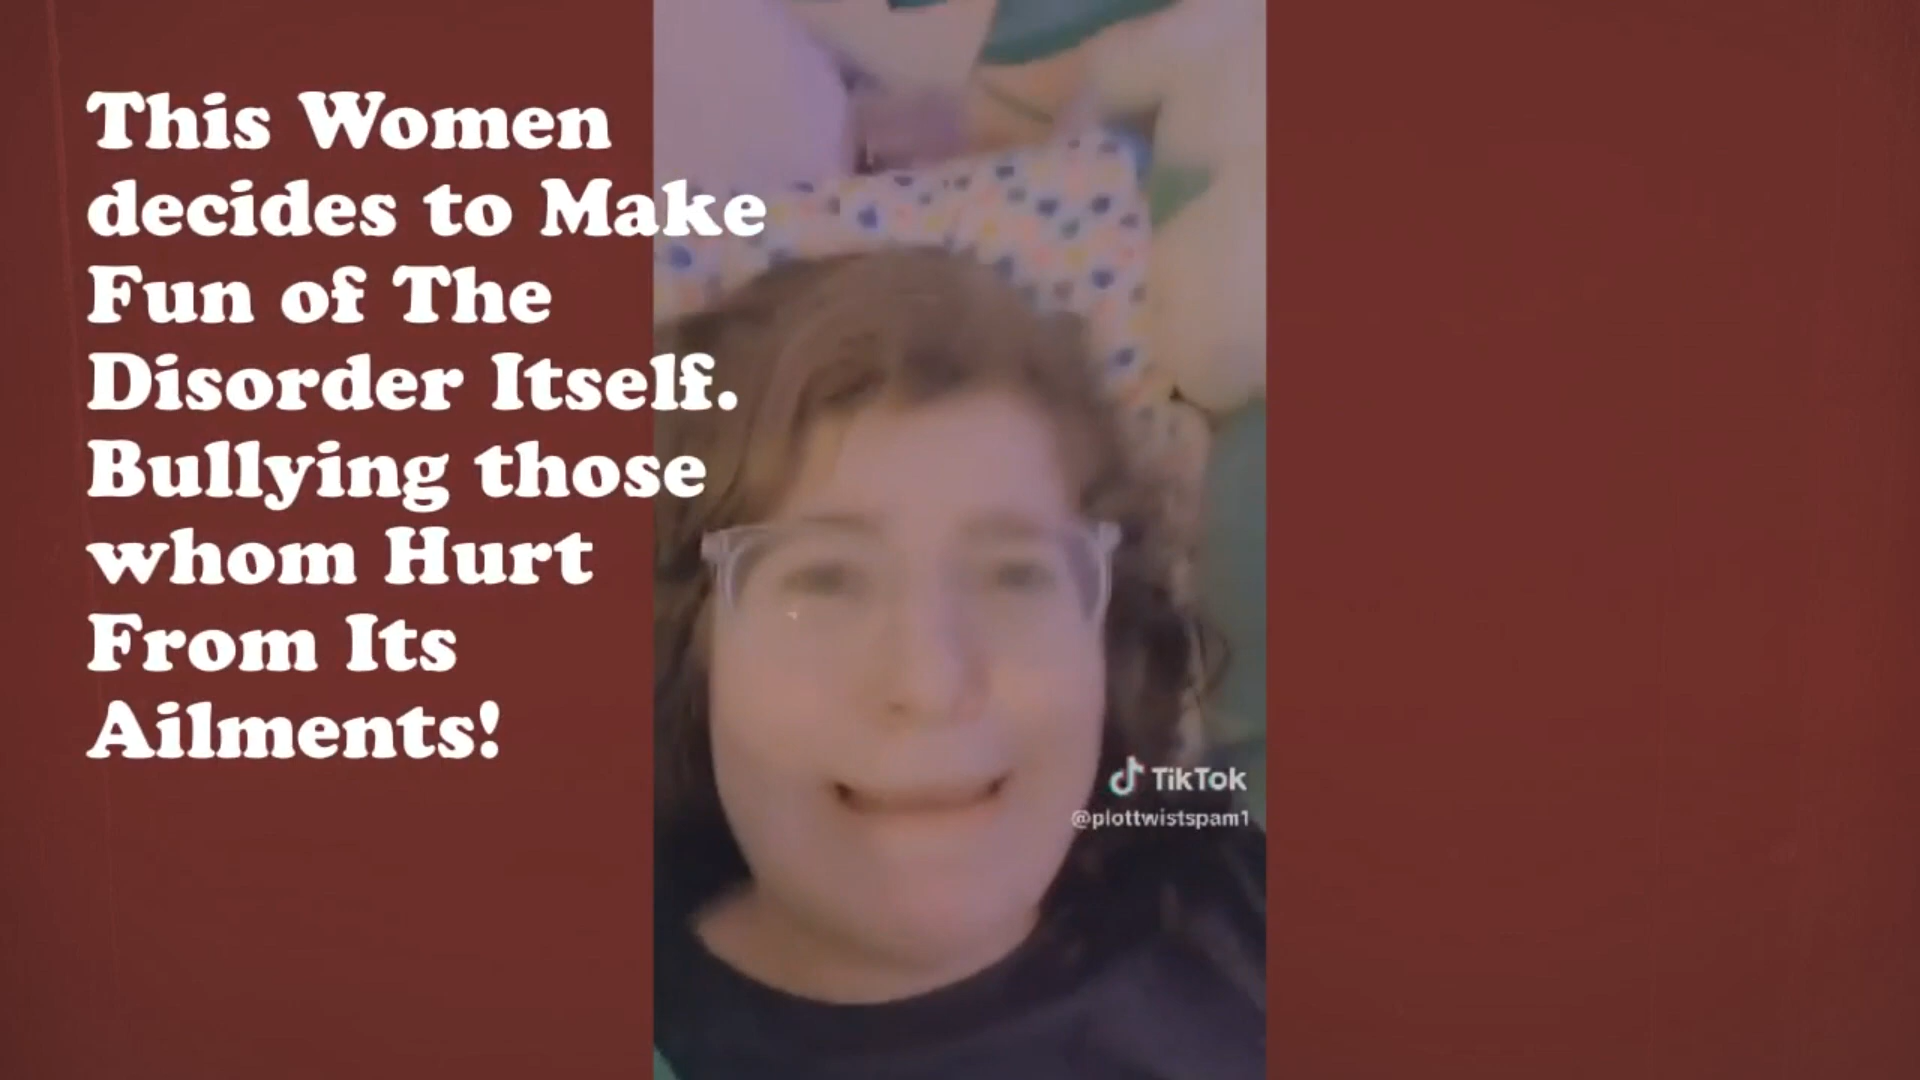 This Women
decides to Make
Fun of The
Disorder Itself.
Bullying those
whom Hurt
From Its
Ailments!
TikTok
@plottwistspam1